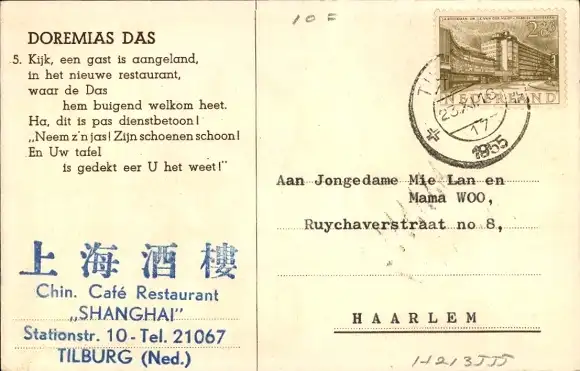 10=
DOREMIAS DAS
5. Kijk, een gast is aangeland,
in het nieuwe restaurant,
waar de Das
hem buigend welkom heet.
Ha, dit is pas dienstbetoon!
„Neem z'n jas! Zijn schoenen schoon!
En Uw tafel
is gedekt eer U het weet!"
上海酒樓
Chin. Café Restaurant
„SHANGHAI"
Stationstr. 10 - Tel. 21067
TILBURG (Ned.)
NEDERLAND
17
1955
Aan Jongedame Mie Lan en
Mama WOO,
Ruychaverstraat no 8,
HAARLEM